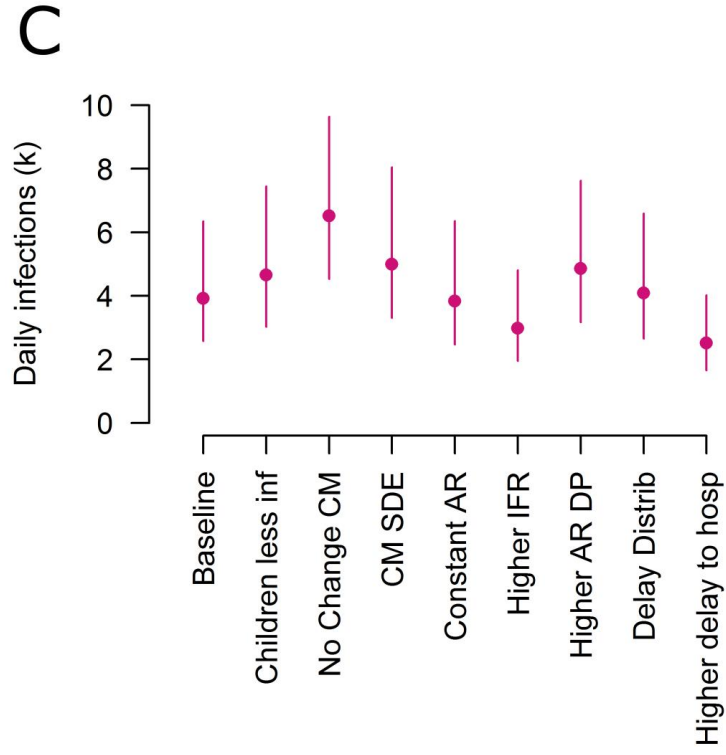 C
Daily infections (k)
10
8
6
4
2
0
Baseline
Children less inf
No Change CM
CM SDE
Constant AR
Higher IFR
Higher AR DP
Delay Distrib
Higher delay to hosp